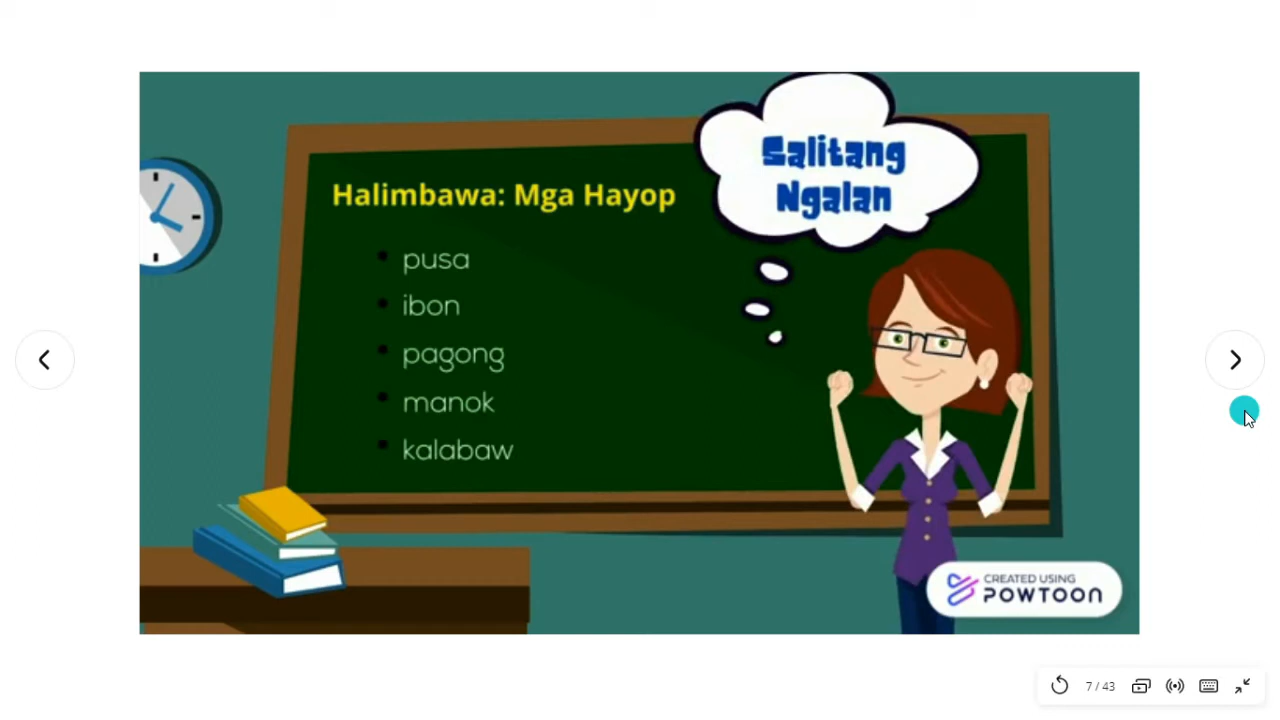 Salitang
Ngalan
Halimbawa: Mga Hayop
pusa
ibon
pagong
manok
kalabaw
CREATED USING
POWTOON
7 / 43